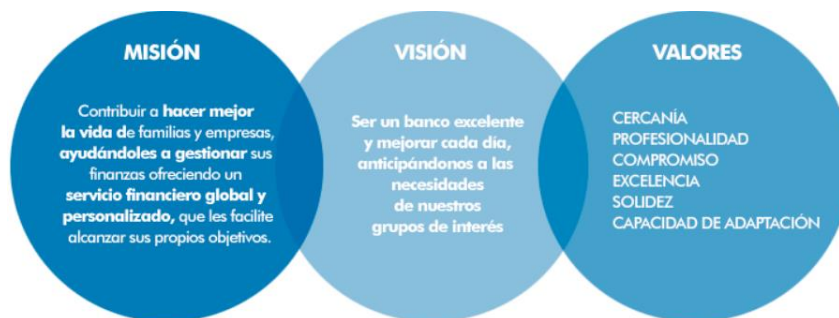 MISIÓN
Contribuir a hacer mejor
la vida de familias y empresas,
ayudándoles a gestionar sus
finanzas ofreciendo un
servicio financiero global y
personalizado, que les facilite
alcanzar sus propios objetivos.
VISIÓN
Ser un banco excelente
y mejorar cada día,
anticipándonos a las
necesidades
de nuestros
grupos de interés
VALORES
CERCANÍA
PROFESIONALIDAD
COMPROMISO
EXCELENCIA
SOLIDEZ
CAPACIDAD DE ADAPTACIÓN